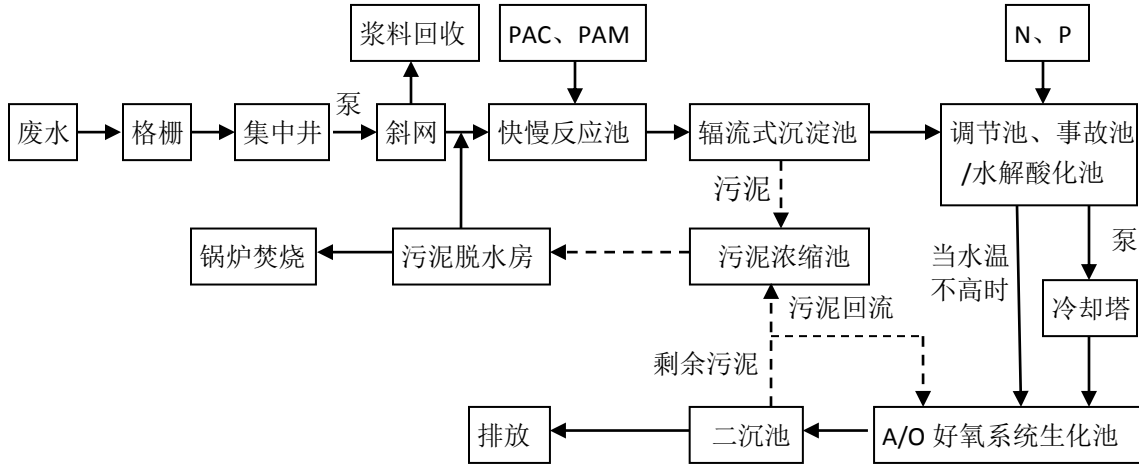 浆料回收
PAC、PAM
N、P
废水
格栅
集中井
泵
斜网
快慢反应池
辐流式沉淀池
调节池、事故池
/水解酸化池
污泥
锅炉焚烧
污泥脱水房
污泥浓缩池
当水温
不高时
泵
冷却塔
污泥回流
剩余污泥
排放
二沉池
A/O 好氧系统生化池